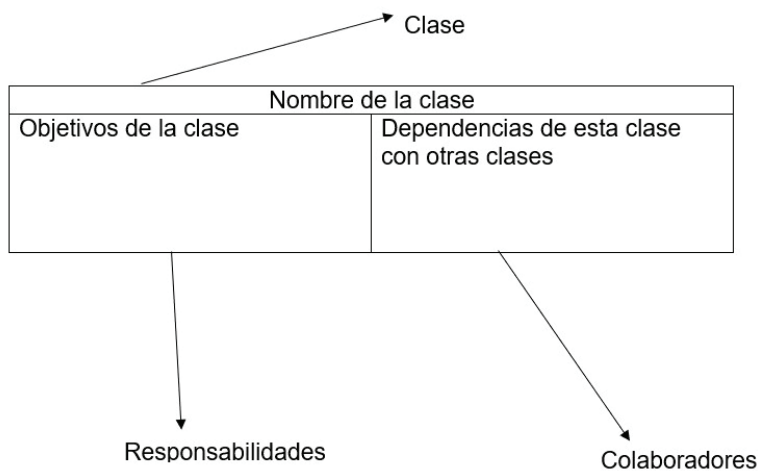 Clase
Nombre de la clase
Objetivos de la clase
Dependencias de esta clase
con otras clases
Responsabilidades
Colaboradores